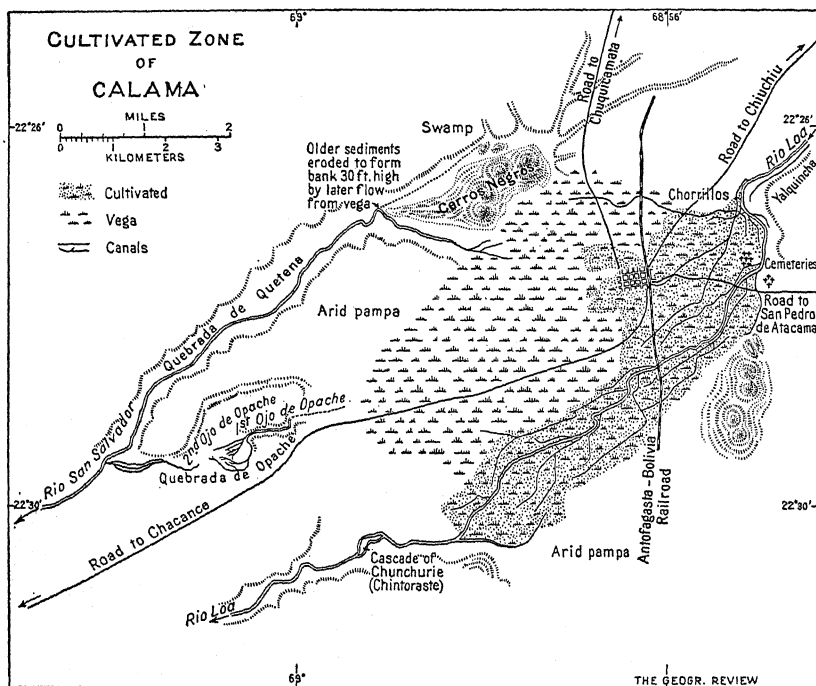 69°
68°56'
CULTIVATED ZONE
OF
CALAMA
MILES
0 1 2
0 1 2
KILOMETERS
Cultivated
Vega
Canals
22°26'
22°26'
Swamp
Older sediments
eroded to form
bank 30 ft. high
by later flow
from vega
Cerros Negros
Road to
Chuquicamata
Road to Chiuchiu
Rio Loa
Yalquincha
Chorrillos
Cemeteries
Road to
San Pedro
de Atacama
Arid pampa
Quebrada de Quetena
Rio San Salvador
2nd Ojo de Opache
1st Ojo de Opache
Quebrada de Opache
22°30'
22°30'
Road to Chacance
Antofagasta-Bolivia
Railroad
Arid pampa
Cascade of
Chunchurie
(Chintoraste)
Rio Loa
69°
68°56'
THE GEOGR. REVIEW